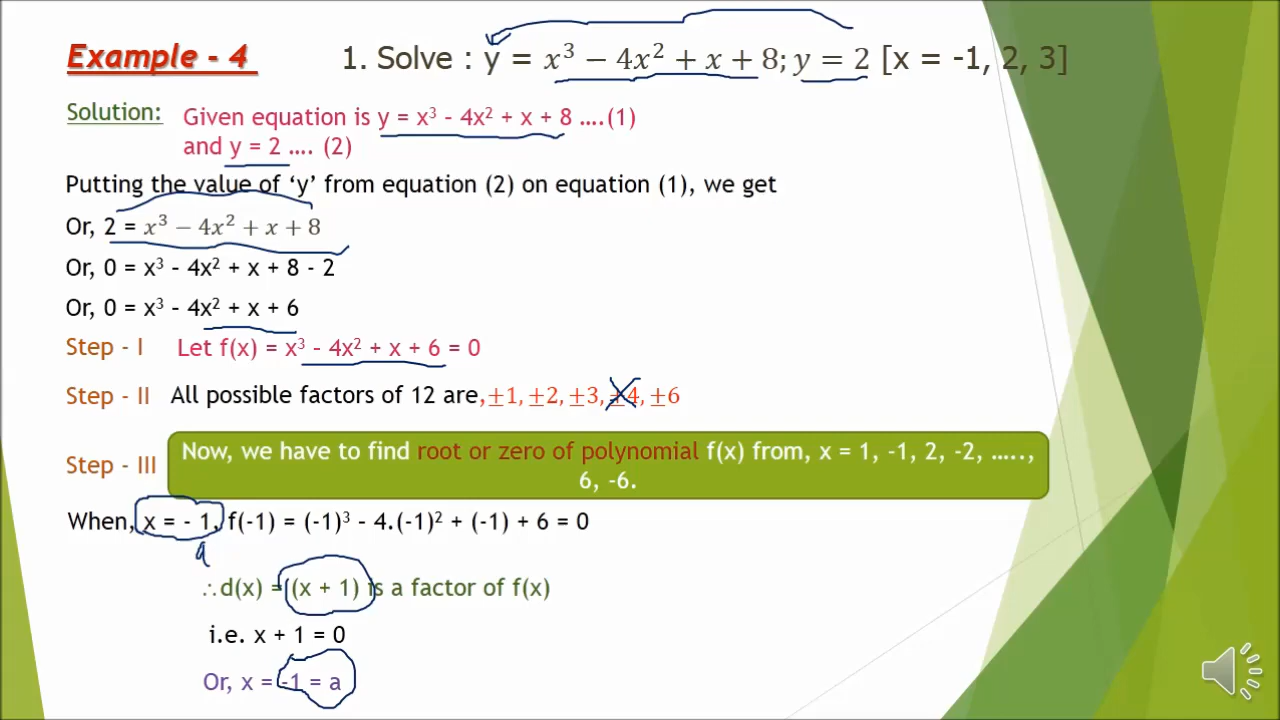 Example - 4
1. Solve : y = x³ − 4x² + x + 8; y = 2 [x = -1, 2, 3]
Solution:
Given equation is y = x³ - 4x² + x + 8 ....(1)
and y = 2 .... (2)
Putting the value of ‘y’ from equation (2) on equation (1), we get
Or, 2 = x³ − 4x² + x + 8
Or, 0 = x³ - 4x² + x + 8 - 2
Or, 0 = x³ - 4x² + x + 6
Step - I Let f(x) = x³ - 4x² + x + 6 = 0
Step - II All possible factors of 12 are, ±1, ±2, ±3, ±4, ±6
Step - III Now, we have to find root or zero of polynomial f(x) from, x = 1, -1, 2, -2, ….., 
6, -6.
When, x = - 1, f(-1) = (-1)³ - 4.(-1)² + (-1) + 6 = 0
a
∴d(x) = (x + 1) is a factor of f(x)
i.e. x + 1 = 0
Or, x = -1 = a